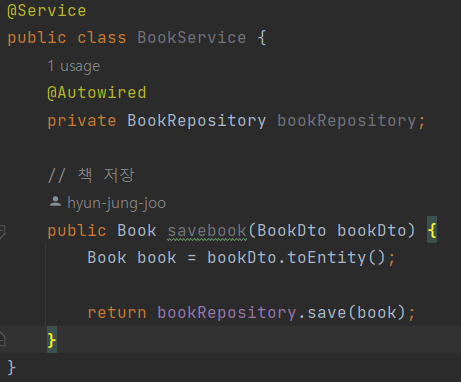 @Service
public class BookService {
1 usage
@Autowired
private BookRepository bookRepository;
// 책 저장
hyun-jung-joo
public Book savebook(BookDto bookDto) {
Book book = bookDto.toEntity();
return bookRepository.save(book);
}
}